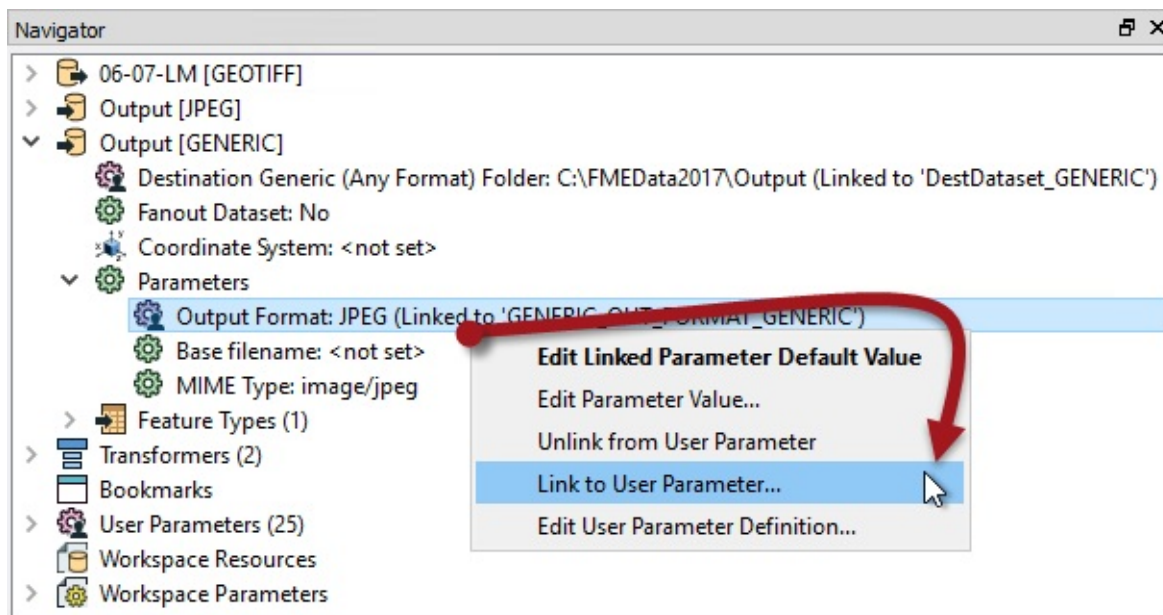 Navigator
06-07-LM [GEOTIFF]
Output [JPEG]
Output [GENERIC]
Destination Generic (Any Format) Folder: C:\FMEData2017\Output (Linked to 'DestDataset_GENERIC')
Fanout Dataset: No
Coordinate System: <not set>
Parameters
Output Format: JPEG (Linked to 'GENERIC_OUT_FORMAT_GENERIC')
Base filename: <not set>
MIME Type: image/jpeg
Feature Types (1)
Transformers (2)
Bookmarks
User Parameters (25)
Workspace Resources
Workspace Parameters
Edit Linked Parameter Default Value
Edit Parameter Value...
Unlink from User Parameter
Link to User Parameter...
Edit User Parameter Definition...